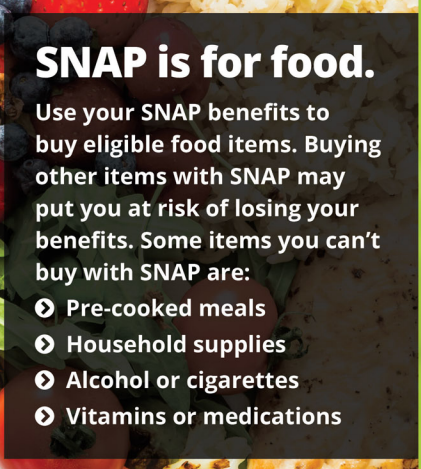 SNAP is for food.
Use your SNAP benefits to
buy eligible food items. Buying
other items with SNAP may
put you at risk of losing your
benefits. Some items you can't
buy with SNAP are:
Pre-cooked meals
Household supplies
Alcohol or cigarettes
Vitamins or medications